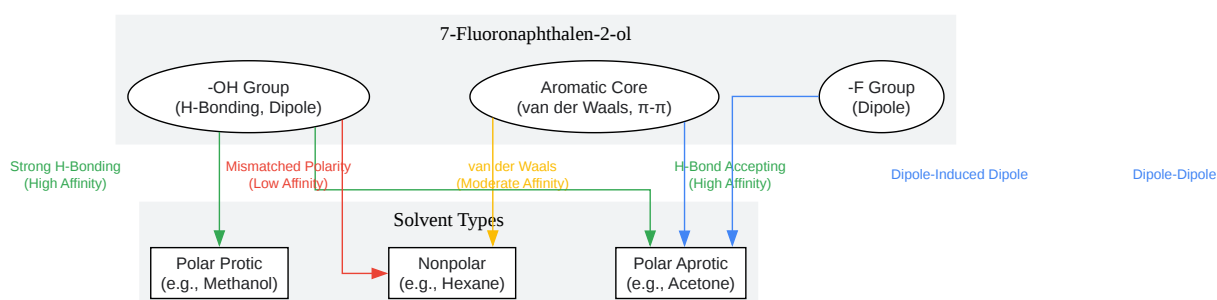 7-Fluoronaphthalen-2-ol
-OH Group
(H-Bonding, Dipole)
Aromatic Core
(van der Waals, π-π)
-F Group
(Dipole)
Strong H-Bonding
(High Affinity)
Mismatched Polarity
(Low Affinity)
van der Waals
(Moderate Affinity)
H-Bond Accepting
(High Affinity)
Dipole-Induced Dipole
Dipole-Dipole
Solvent Types
Polar Protic
(e.g., Methanol)
Nonpolar
(e.g., Hexane)
Polar Aprotic
(e.g., Acetone)